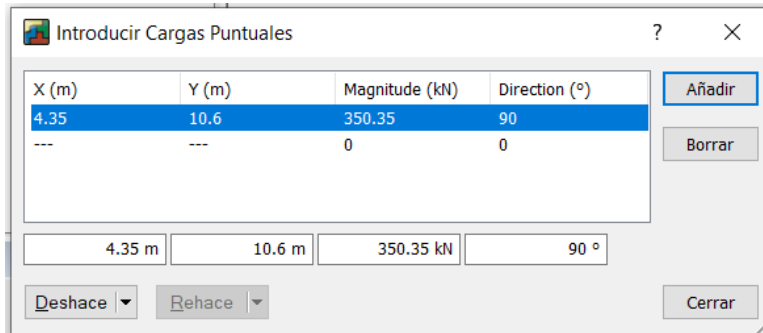 Introducir Cargas Puntuales ?
X (m) Y (m) Magnitude (kN) Direction (º) Añadir
4.35 10.6 350.35 90
--- --- 0 0 Borrar
4.35 m 10.6 m 350.35 kN 90 º
Deshace Rehace Cerrar